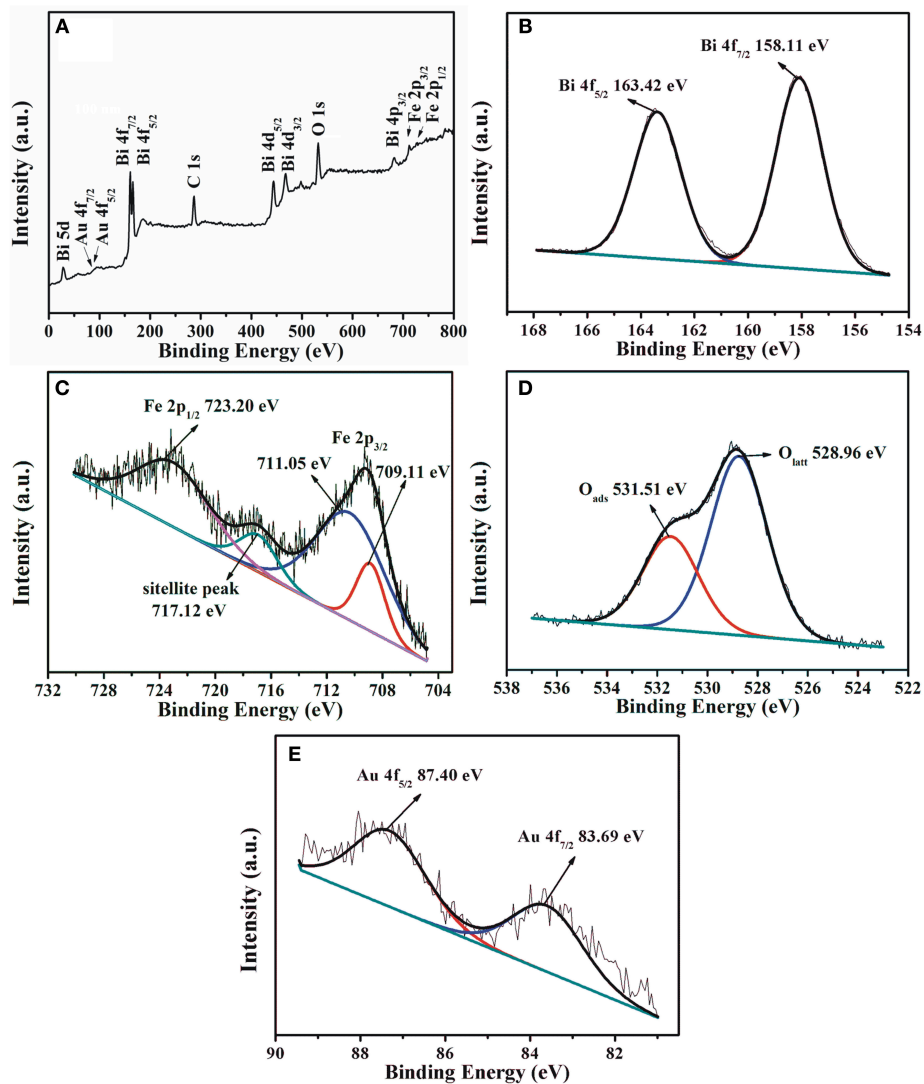 A
Bi 5d
Au 4f7/2
Au 4f5/2
Bi 4f7/2
Bi 4f5/2
C 1s
Bi 4d5/2
Bi 4d3/2
O 1s
Bi 4p3/2
Fe 2p3/2
Fe 2p1/2
Intensity (a.u.)
0 100 200 300 400 500 600 700 800
Binding Energy (eV)
B
Bi 4f7/2 158.11 eV
Bi 4f5/2 163.42 eV
Intensity (a.u.)
168 166 164 162 160 158 156 154
Binding Energy (eV)
C
Fe 2p1/2 723.20 eV
Fe 2p3/2
711.05 eV
709.11 eV
sitellite peak
717.12 eV
Intensity (a.u.)
732 728 724 720 716 712 708 704
Binding Energy (eV)
D
Olatt 528.96 eV
Oads 531.51 eV
Intensity (a.u.)
538 536 534 532 530 528 526 524 522
Binding Energy (eV)
E
Au 4f5/2 87.40 eV
Au 4f7/2 83.69 eV
Intensity (a.u.)
90 88 86 84 82
Binding Energy (eV)